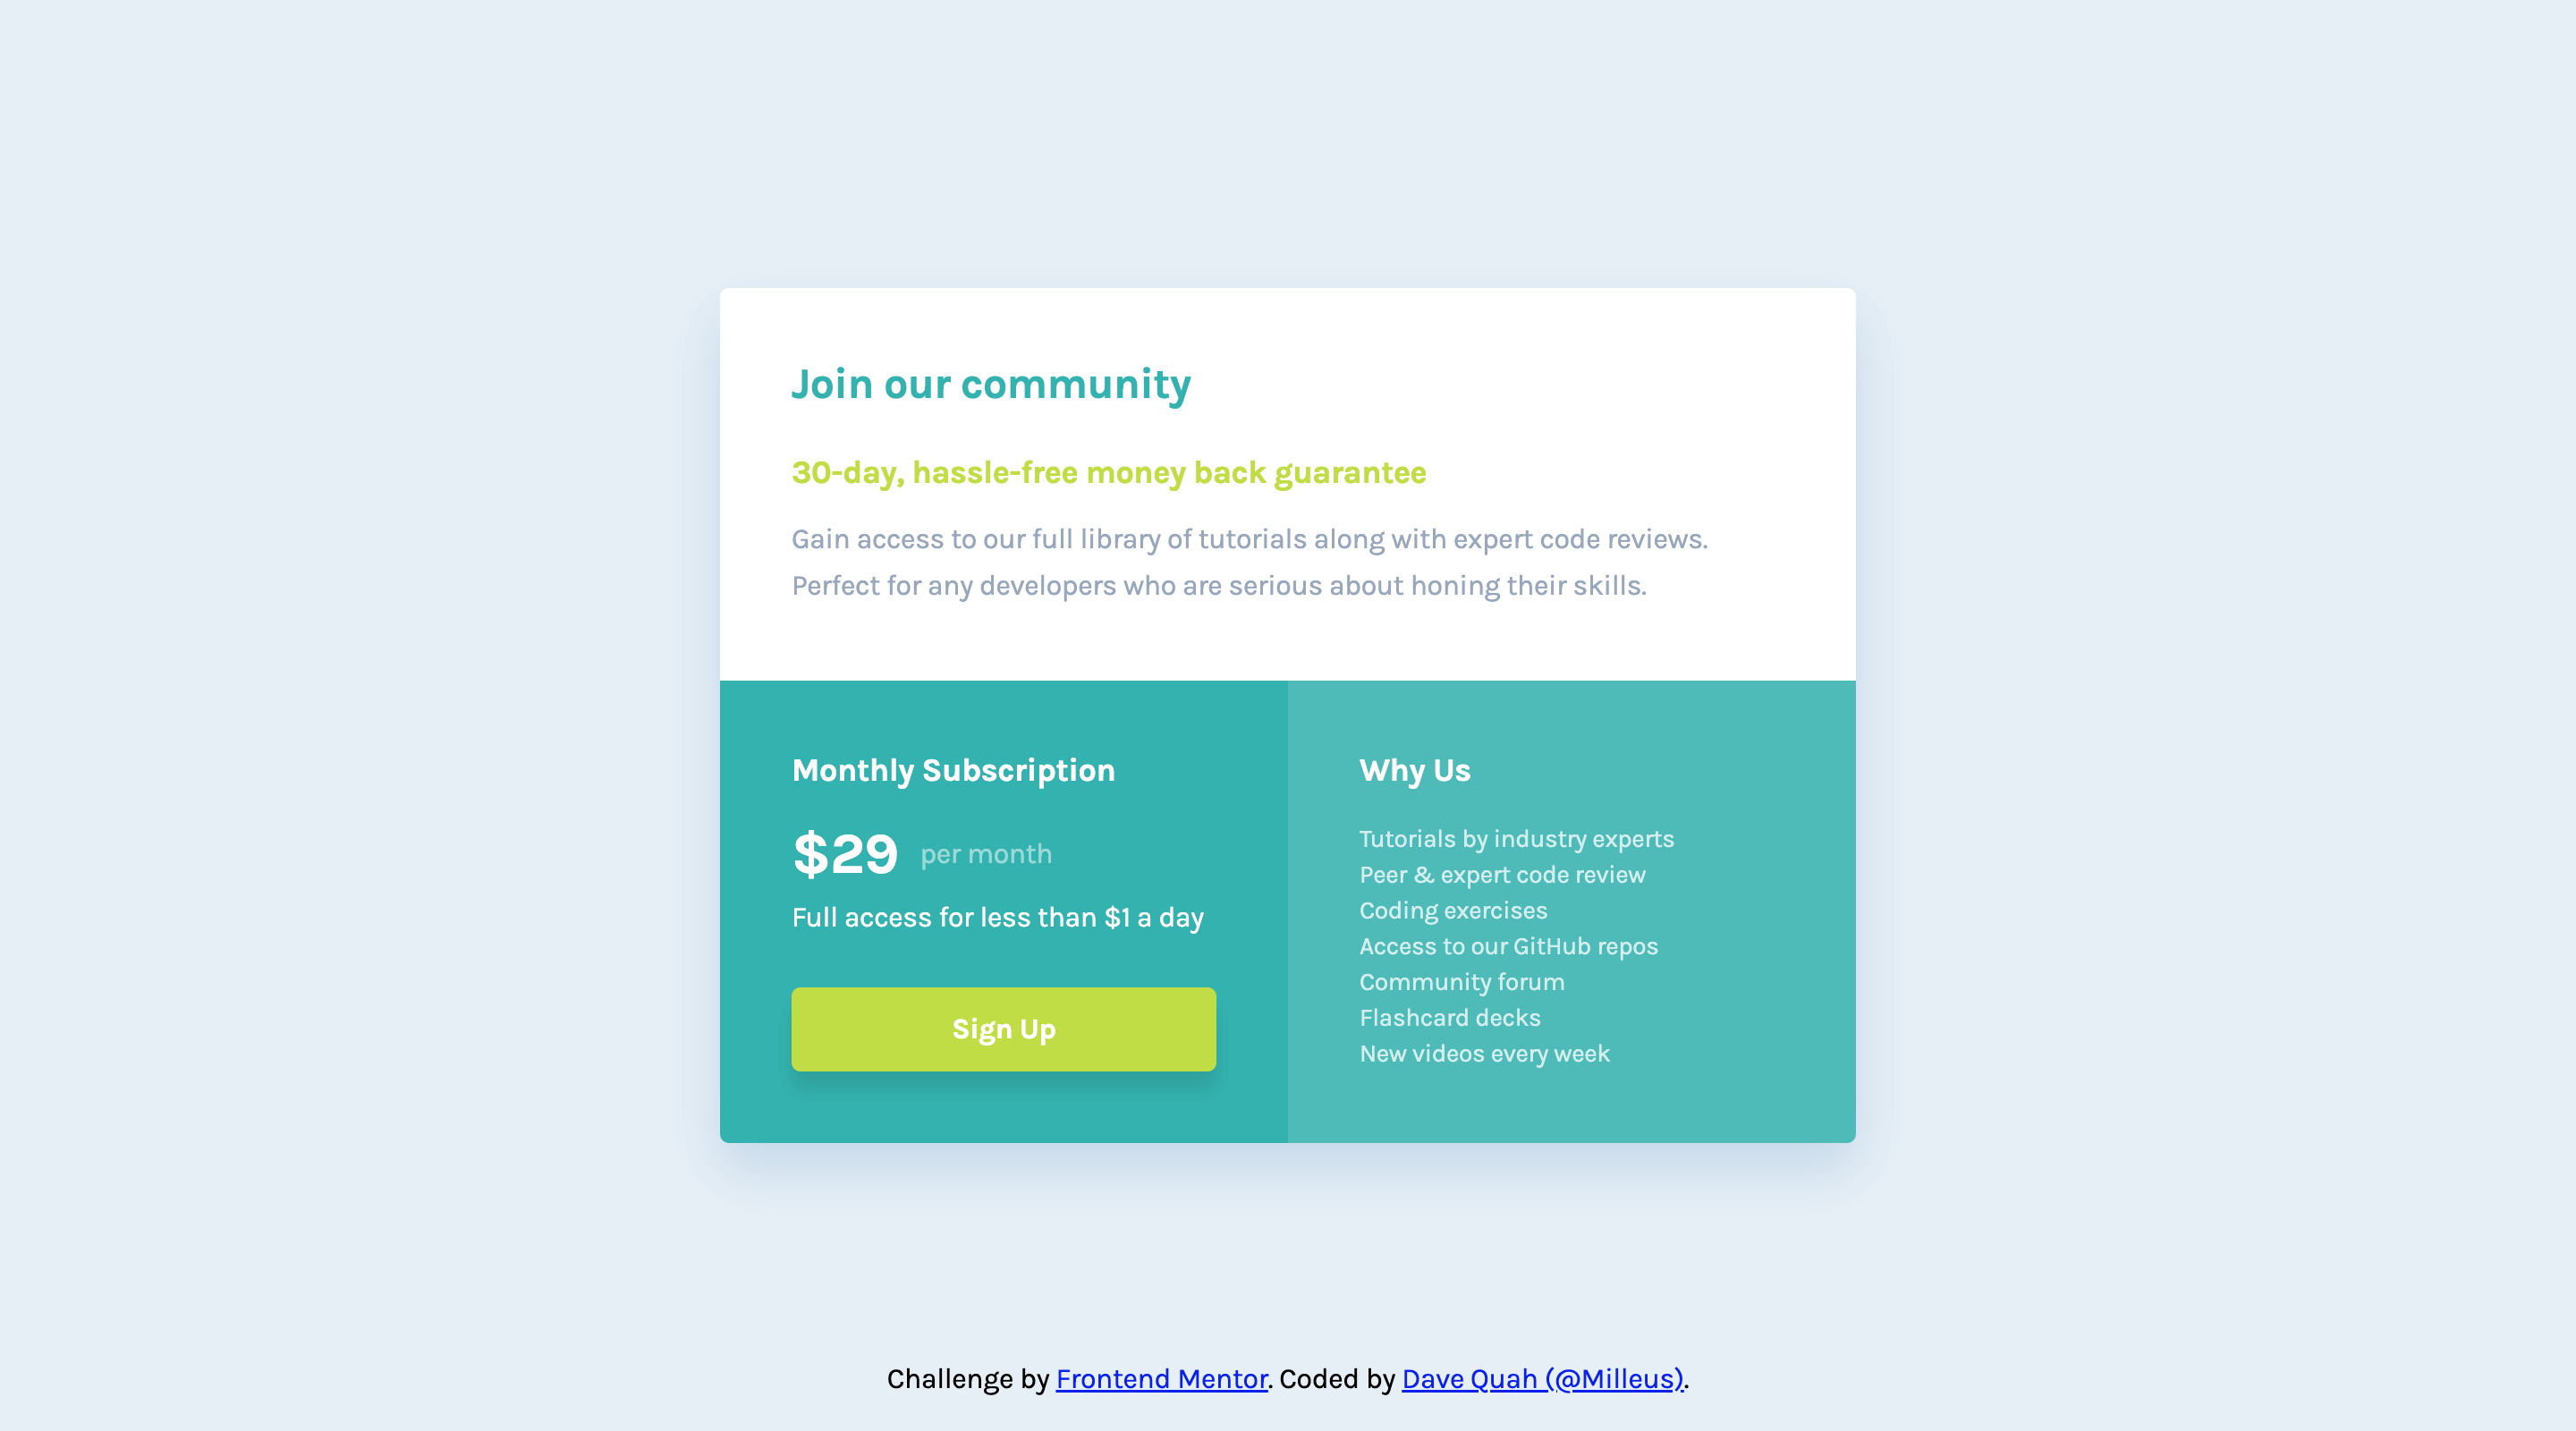 Join our community
30-day, hassle-free money back guarantee
Gain access to our full library of tutorials along with expert code reviews.
Perfect for any developers who are serious about honing their skills.
Monthly Subscription
$29 per month
Full access for less than $1 a day
Sign Up
Why Us
Tutorials by industry experts
Peer & expert code review
Coding exercises
Access to our GitHub repos
Community forum
Flashcard decks
New videos every week
Challenge by Frontend Mentor. Coded by Dave Quah (@Milleus).